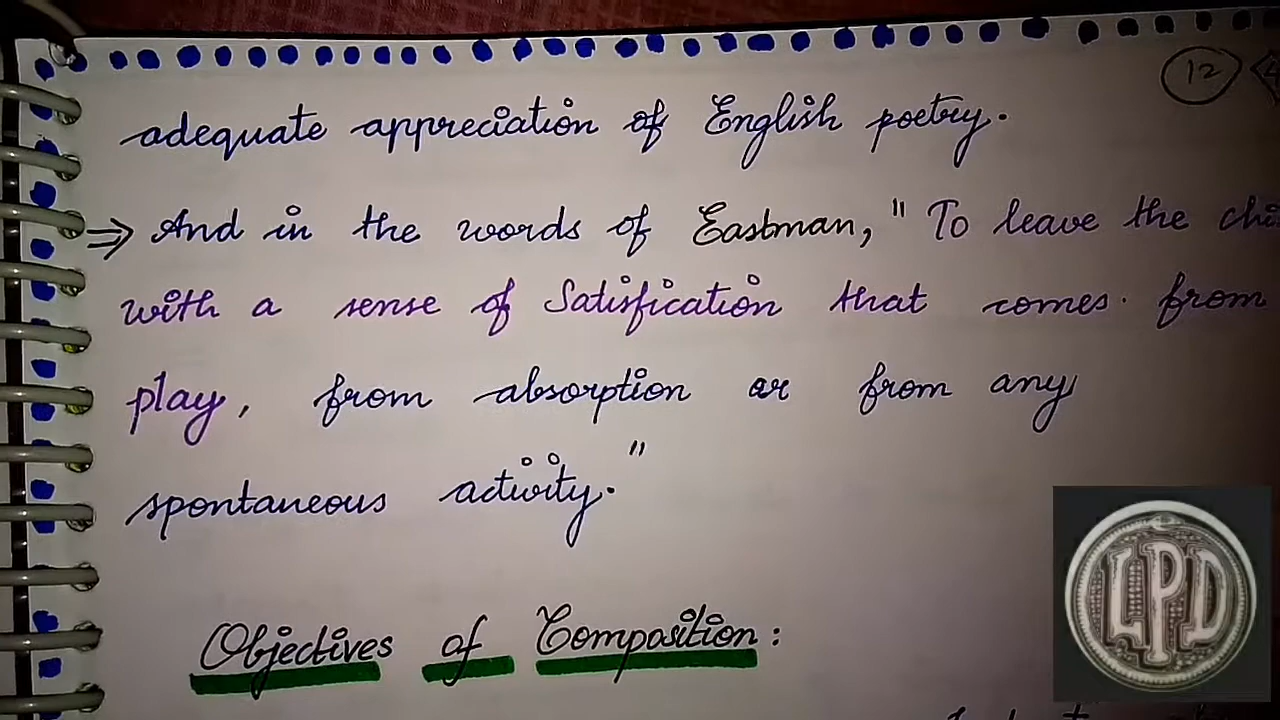 12
adequate appreciation of English poetry.
⇒ And in the words of Eastman, " To leave the
with a sense of Satisfication that comes. from
play, from absorption or from any
spontaneous activity."
Objectives of Composition:
LPD